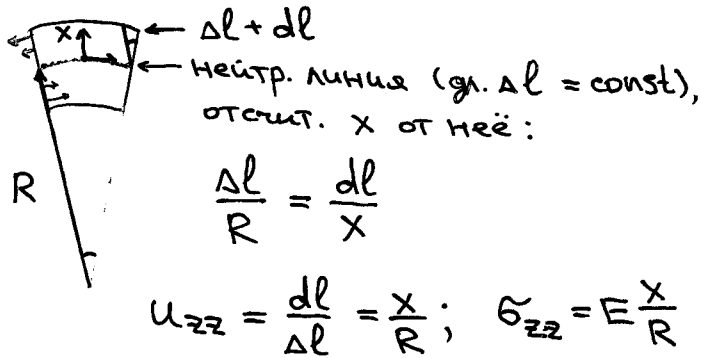 x Δl + dl
нейтр. линия (дл. Δl = const),
отсчит. x от неё:
R Δl/R = dl/x
u_zz = dl/Δl = x/R; σ_zz = E x/R